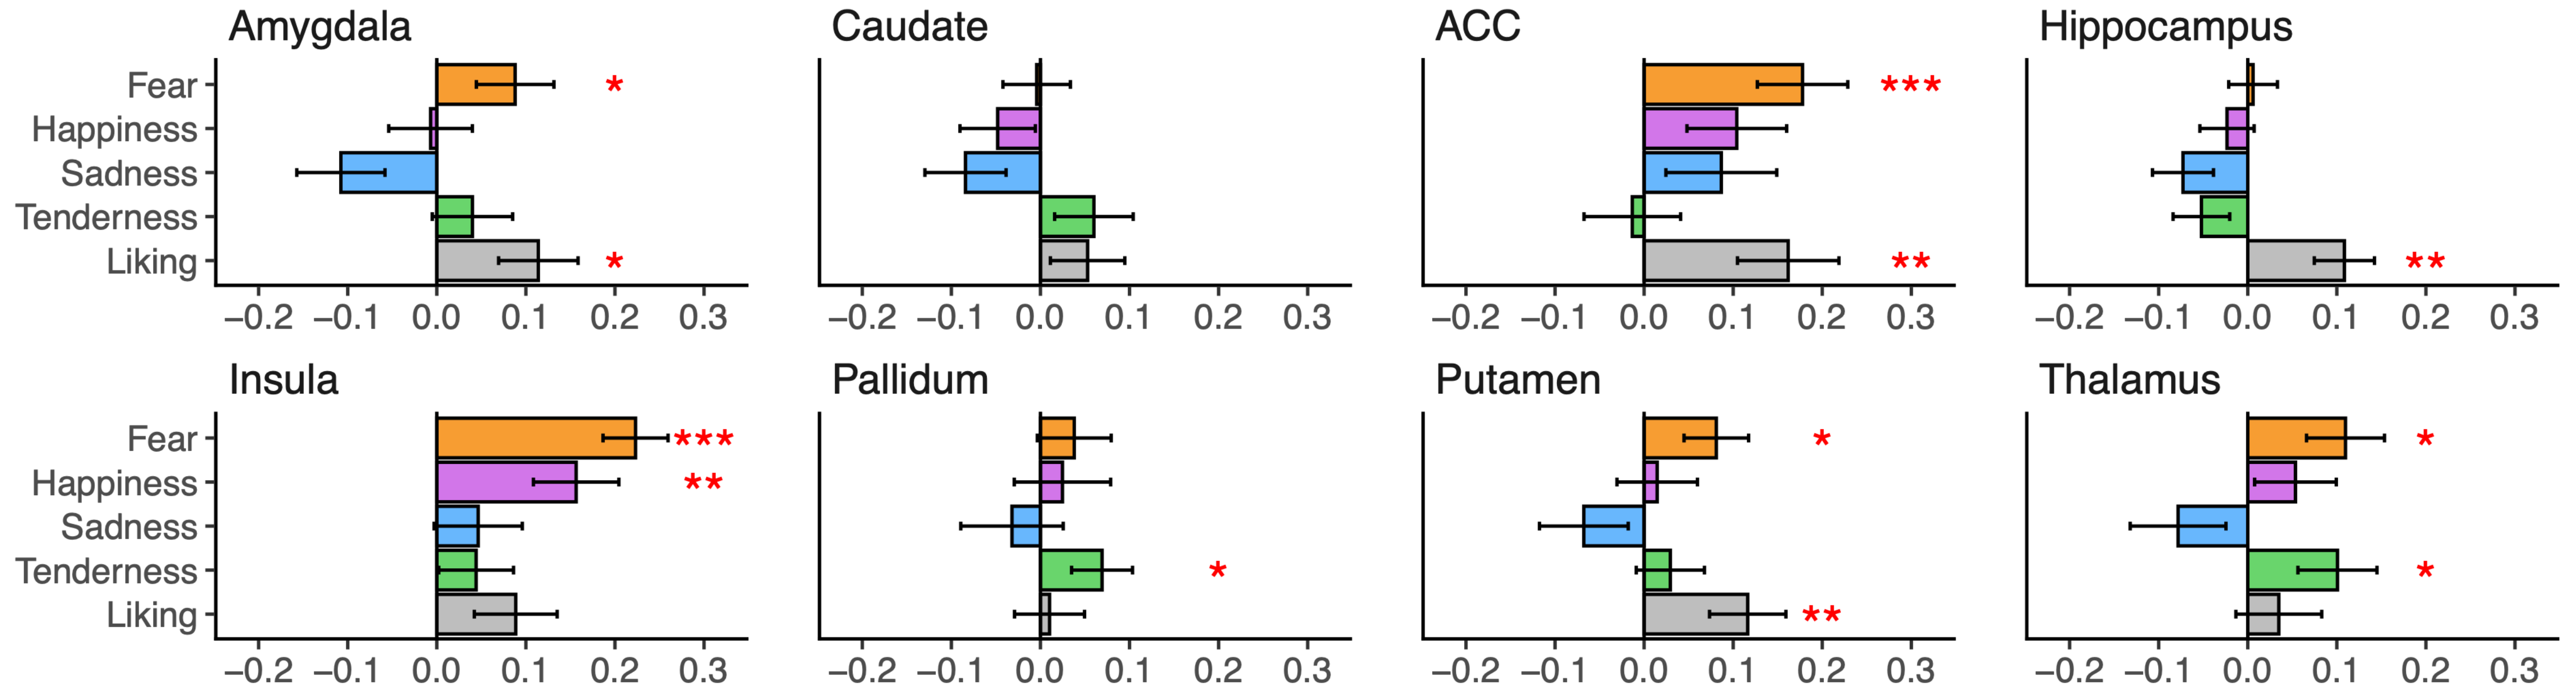 Amygdala Caudate ACC Hippocampus
Fear * *** 
Happiness
Sadness
Tenderness
Liking * ** **
−0.2 −0.1 0.0 0.1 0.2 0.3 −0.2 −0.1 0.0 0.1 0.2 0.3 −0.2 −0.1 0.0 0.1 0.2 0.3 −0.2 −0.1 0.0 0.1 0.2 0.3
Insula Pallidum Putamen Thalamus
Fear *** * *
Happiness **
Sadness
Tenderness * *
Liking **
−0.2 −0.1 0.0 0.1 0.2 0.3 −0.2 −0.1 0.0 0.1 0.2 0.3 −0.2 −0.1 0.0 0.1 0.2 0.3 −0.2 −0.1 0.0 0.1 0.2 0.3